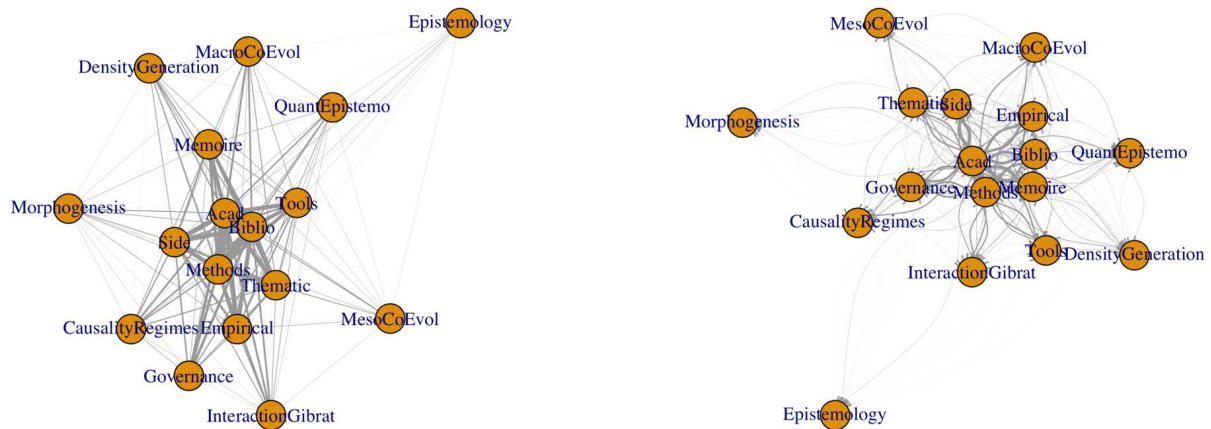 Epistemology
MacroCoEvol
DensityGeneration
QuantEpistemo
Memoire
Morphogenesis
Tools
Acad
Biblio
Side
Methods
Thematic
MesoCoEvol
CausalityRegimes
Empirical
Governance
InteractionGibrat
MesoCoEvol
MacroCoEvol
Thematic
Side
Empirical
Morphogenesis
Acad
Biblio
QuantEpistemo
Governance
Methods
Memoire
CausalityRegimes
Tools
DensityGeneration
InteractionGibrat
Epistemology